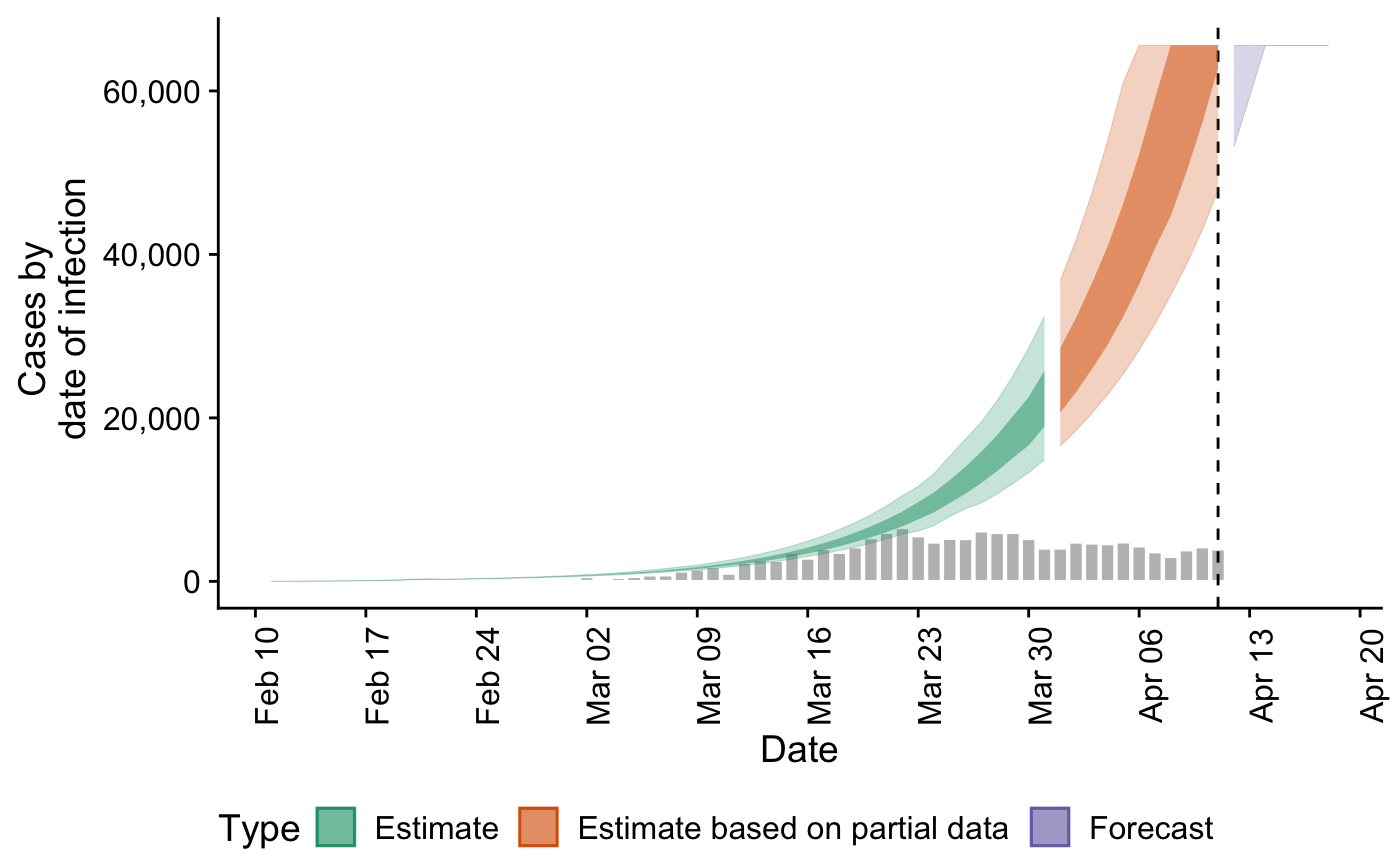 Cases by
date of infection
60,000
40,000
20,000
0
Feb 10
Feb 17
Feb 24
Mar 02
Mar 09
Mar 16
Mar 23
Mar 30
Apr 06
Apr 13
Apr 20
Date
Type Estimate Estimate based on partial data Forecast